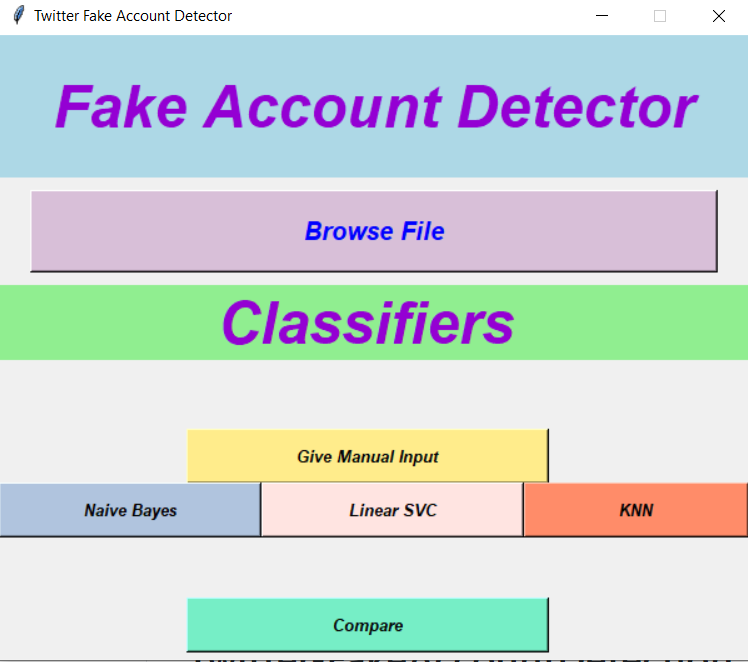 Twitter Fake Account Detector
Fake Account Detector
Browse File
Classifiers
Give Manual Input
Naive Bayes Linear SVC KNN
Compare